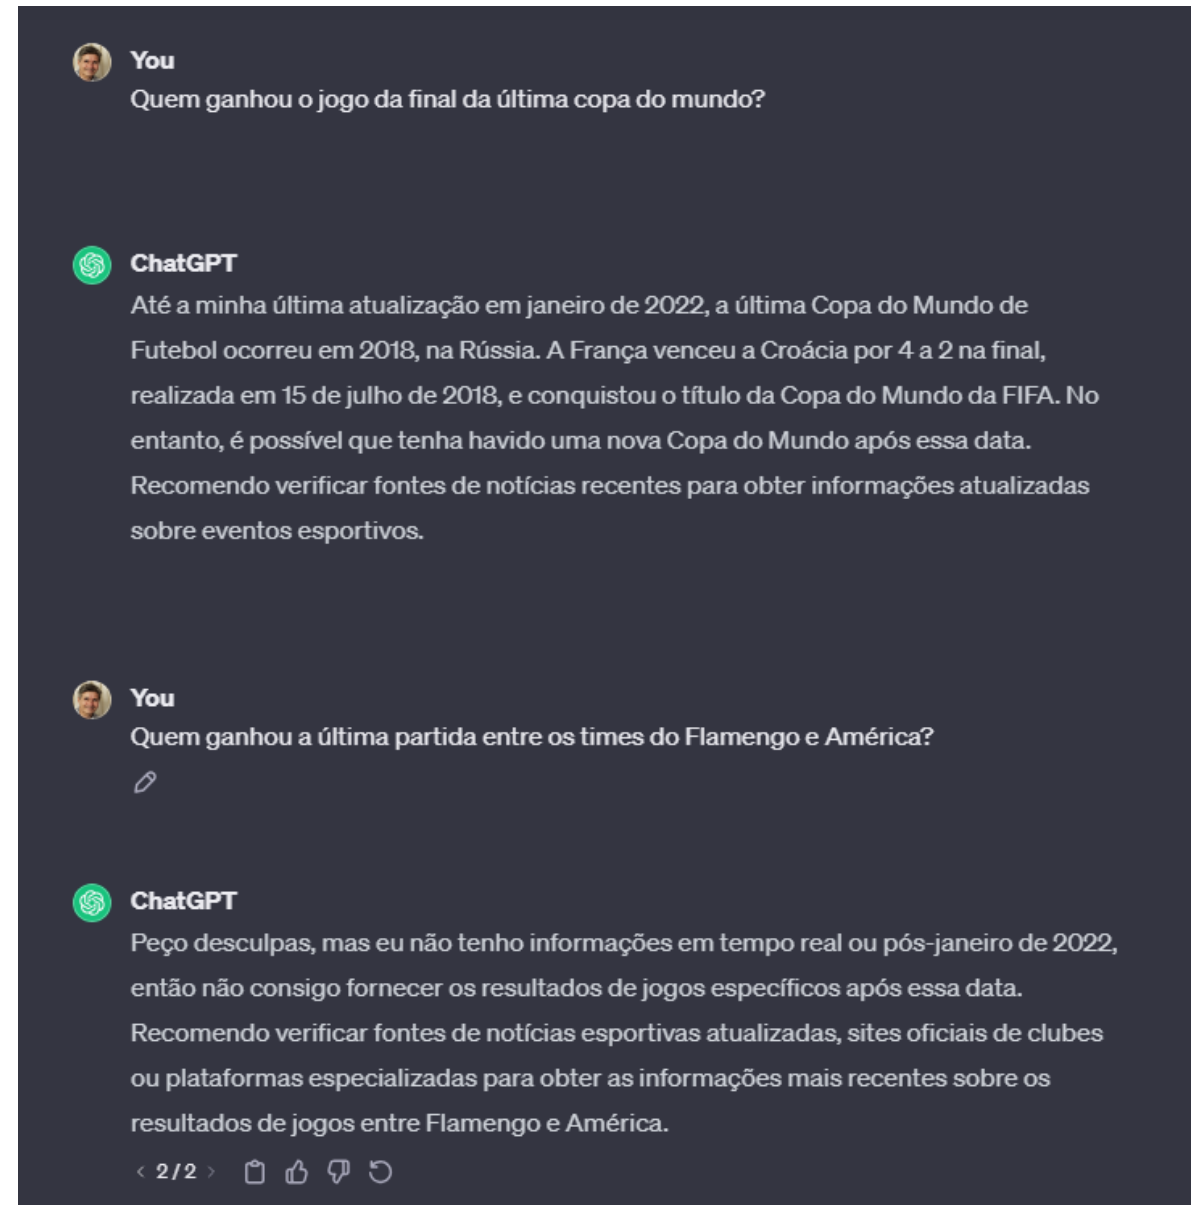 You
Quem ganhou o jogo da final da última copa do mundo?
ChatGPT
Até a minha última atualização em janeiro de 2022, a última Copa do Mundo de
Futebol ocorreu em 2018, na Rússia. A França venceu a Croácia por 4 a 2 na final,
realizada em 15 de julho de 2018, e conquistou o título da Copa do Mundo da FIFA. No
entanto, é possível que tenha havido uma nova Copa do Mundo após essa data.
Recomendo verificar fontes de notícias recentes para obter informações atualizadas
sobre eventos esportivos.
You
Quem ganhou a última partida entre os times do Flamengo e América?
ChatGPT
Peço desculpas, mas eu não tenho informações em tempo real ou pós-janeiro de 2022,
então não consigo fornecer os resultados de jogos específicos após essa data.
Recomendo verificar fontes de notícias esportivas atualizadas, sites oficiais de clubes
ou plataformas especializadas para obter as informações mais recentes sobre os
resultados de jogos entre Flamengo e América.
< 2/2 >